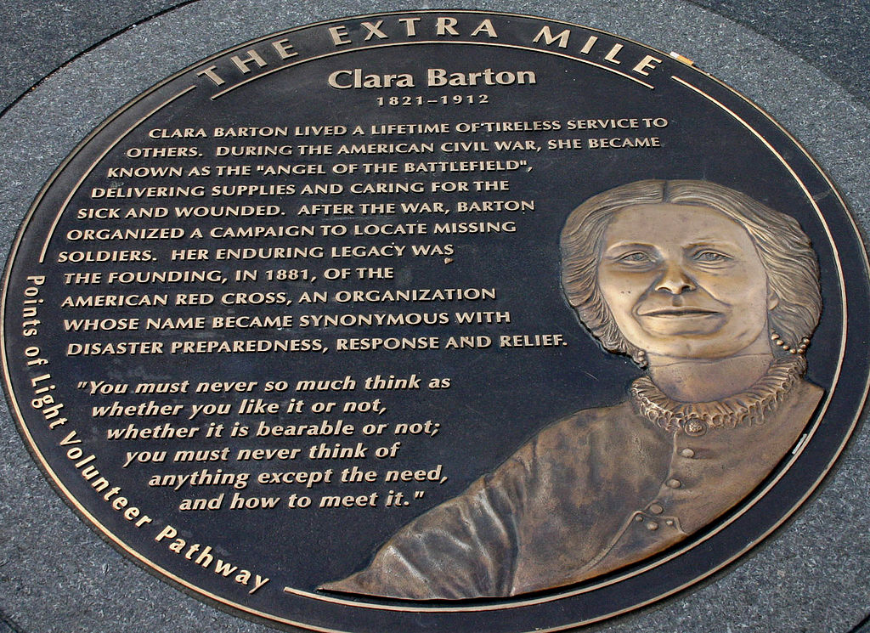 THE EXTRA MILE
Clara Barton
1821–1912
CLARA BARTON LIVED A LIFETIME OF TIRELESS SERVICE TO
OTHERS. DURING THE AMERICAN CIVIL WAR, SHE BECAME
KNOWN AS THE "ANGEL OF THE BATTLEFIELD",
DELIVERING SUPPLIES AND CARING FOR THE
SICK AND WOUNDED. AFTER THE WAR, BARTON
ORGANIZED A CAMPAIGN TO LOCATE MISSING
SOLDIERS. HER ENDURING LEGACY WAS
THE FOUNDING, IN 1881, OF THE
AMERICAN RED CROSS, AN ORGANIZATION
WHOSE NAME BECAME SYNONYMOUS WITH
DISASTER PREPAREDNESS, RESPONSE AND RELIEF.
"You must never so much think as
whether you like it or not,
whether it is bearable or not;
you must never think of
anything except the need,
and how to meet it."
Points of Light Volunteer Pathway